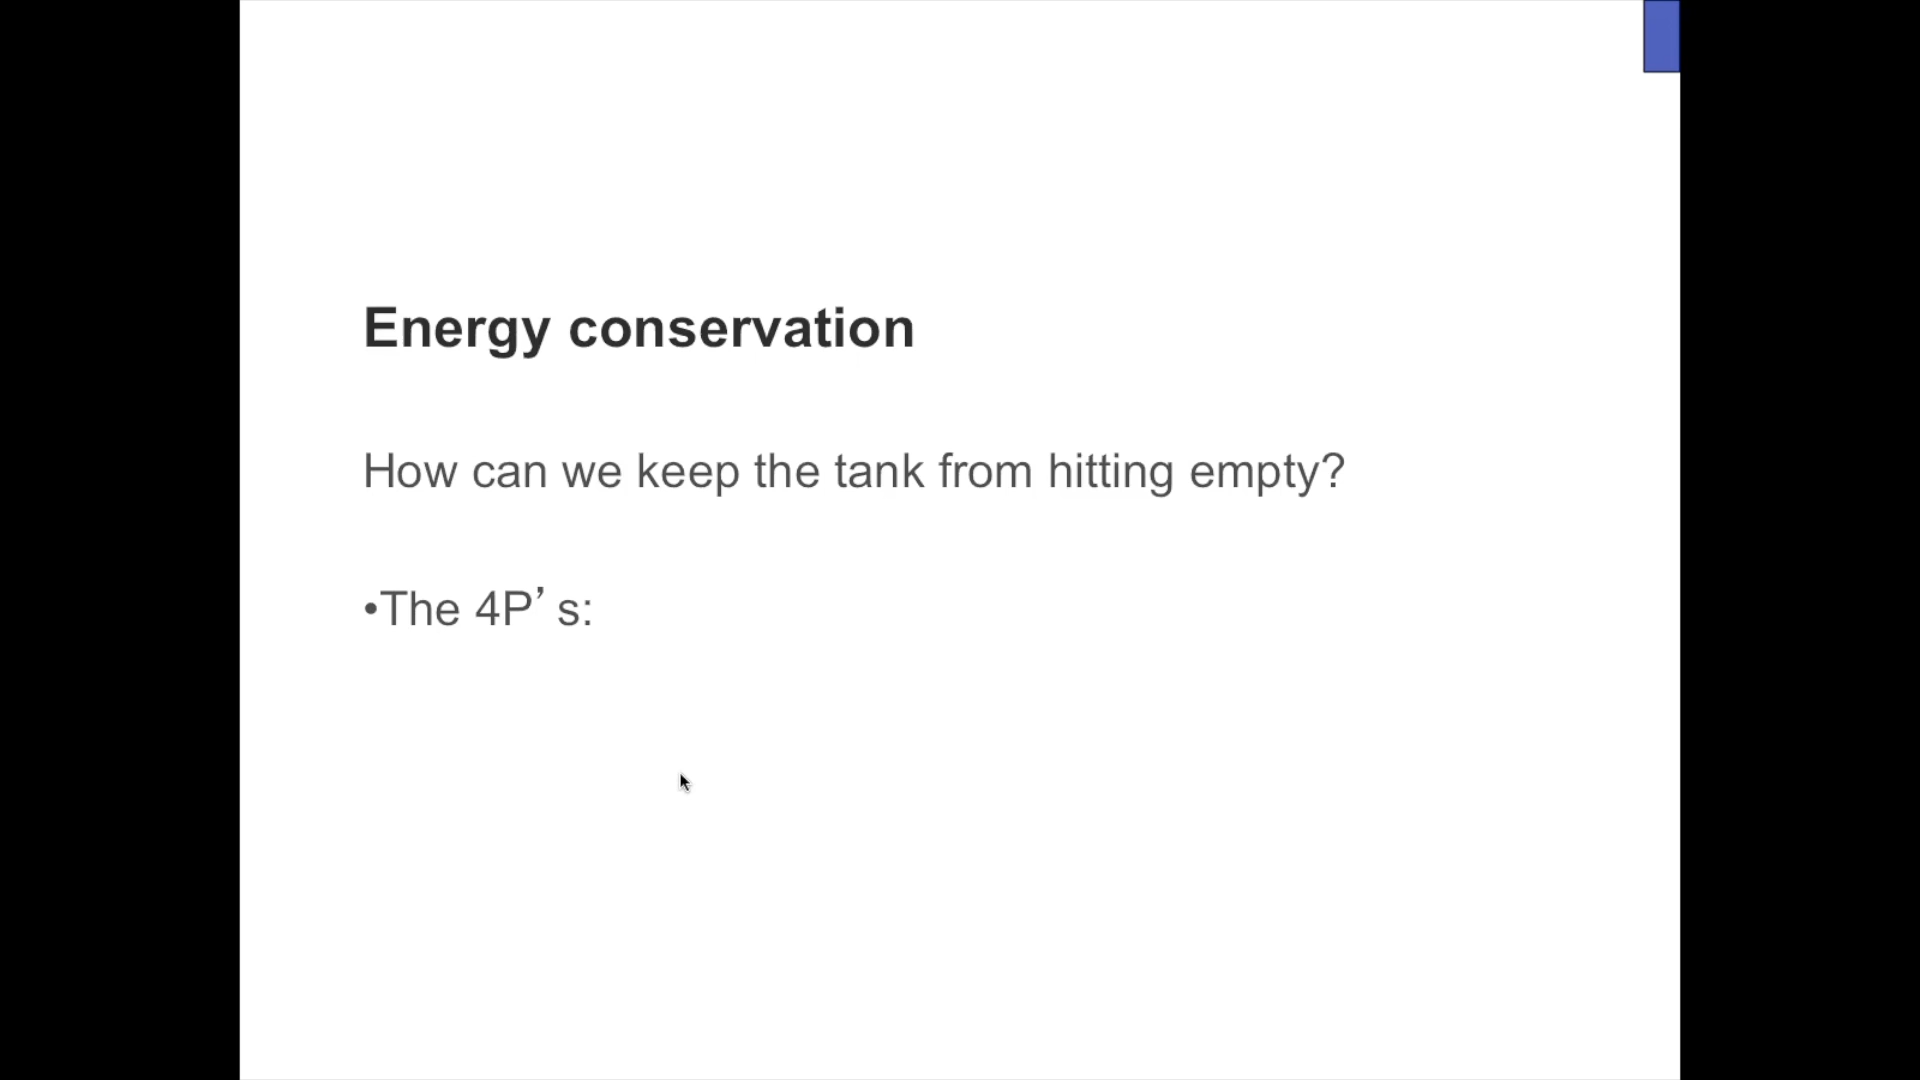 Energy conservation
How can we keep the tank from hitting empty?
•The 4P’s: